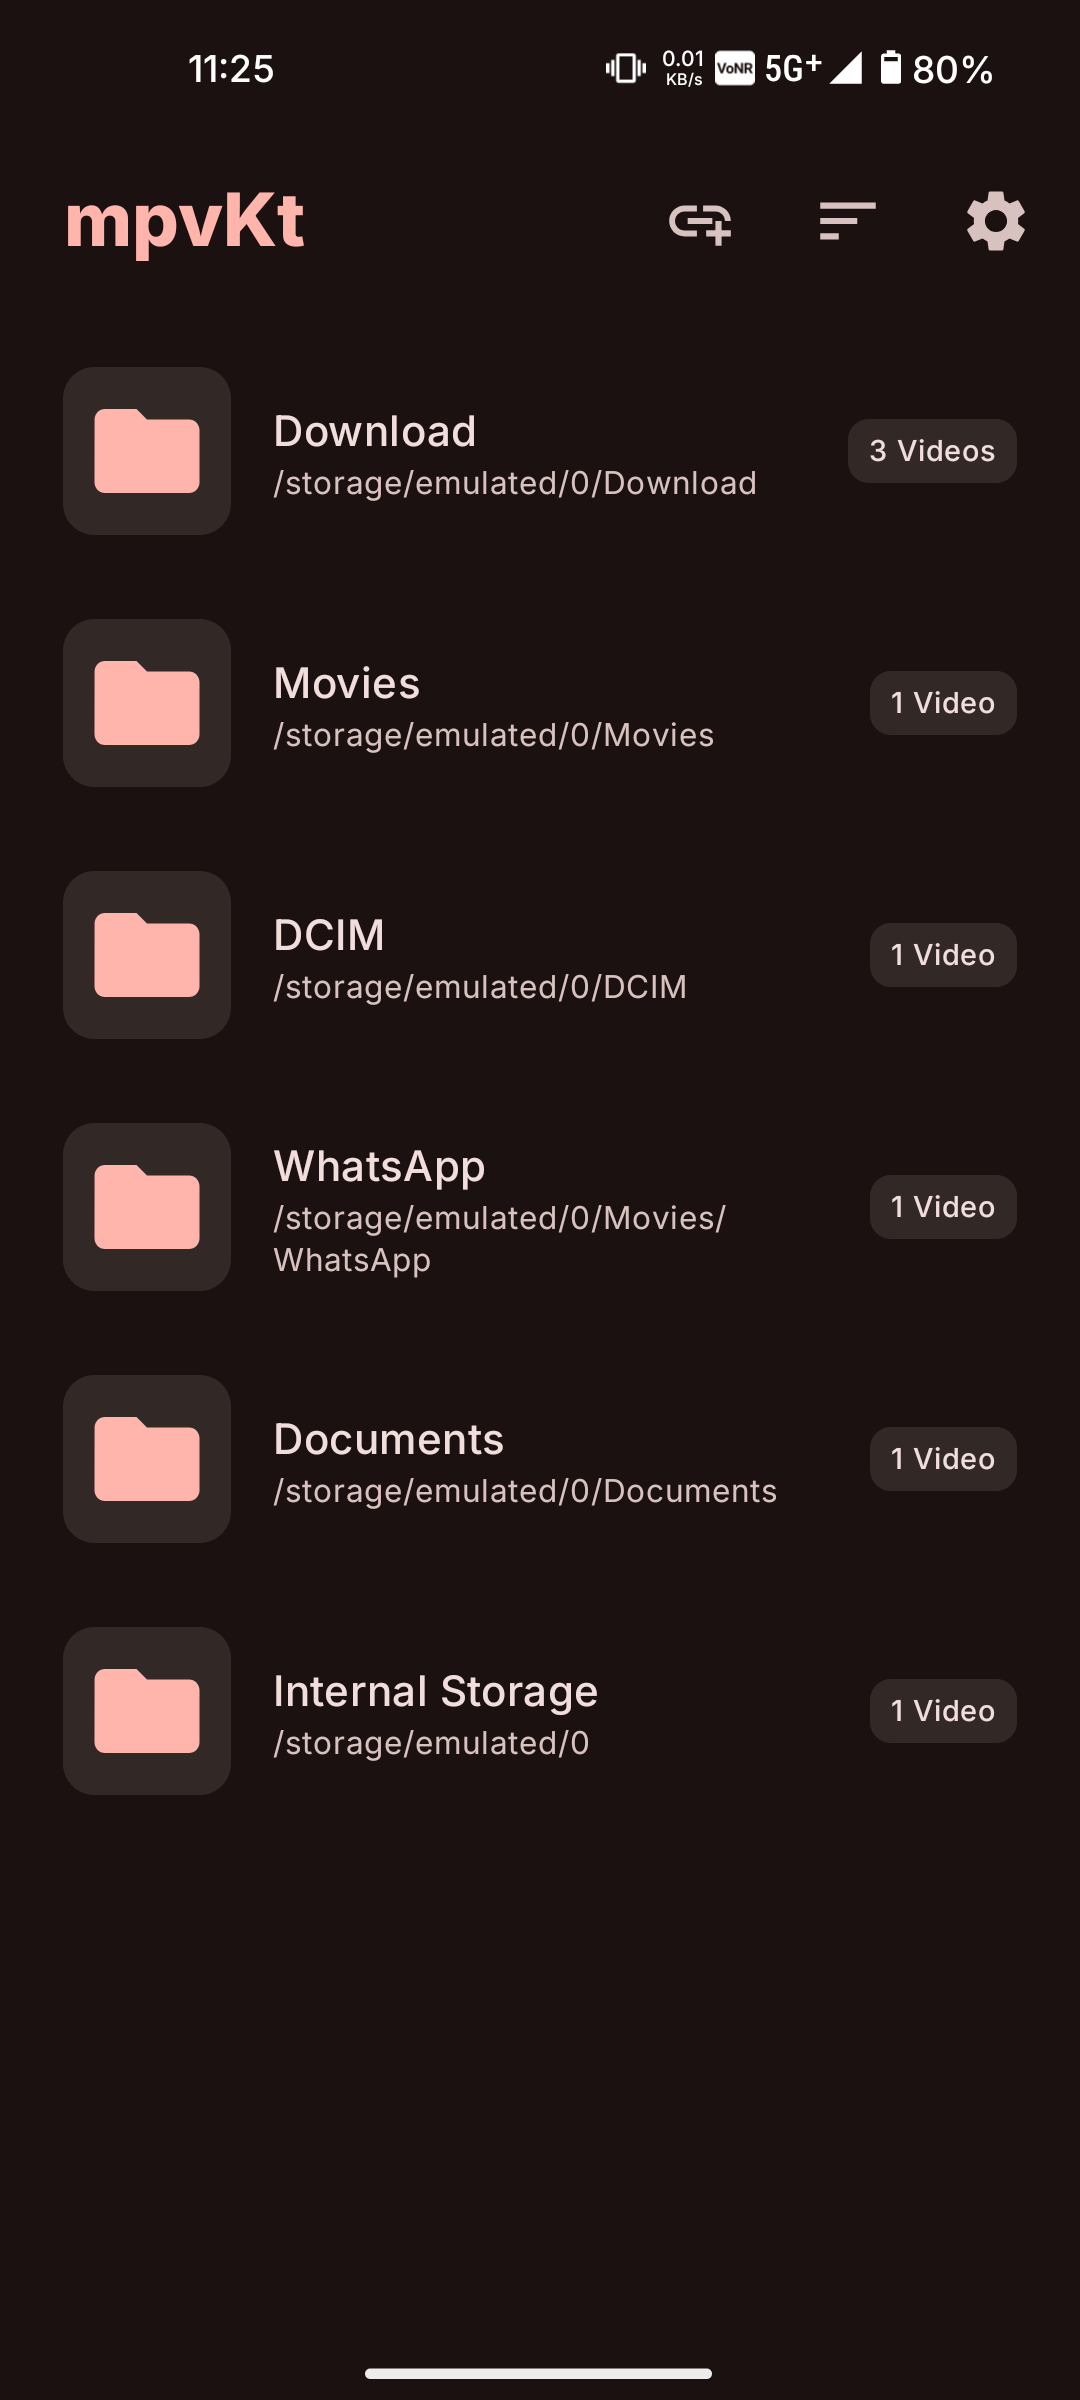 11:25
0.01
KB/s
VoNR
5G+
80%
mpvKt
Download
/storage/emulated/0/Download
3 Videos
Movies
/storage/emulated/0/Movies
1 Video
DCIM
/storage/emulated/0/DCIM
1 Video
WhatsApp
/storage/emulated/0/Movies/
WhatsApp
1 Video
Documents
/storage/emulated/0/Documents
1 Video
Internal Storage
/storage/emulated/0
1 Video